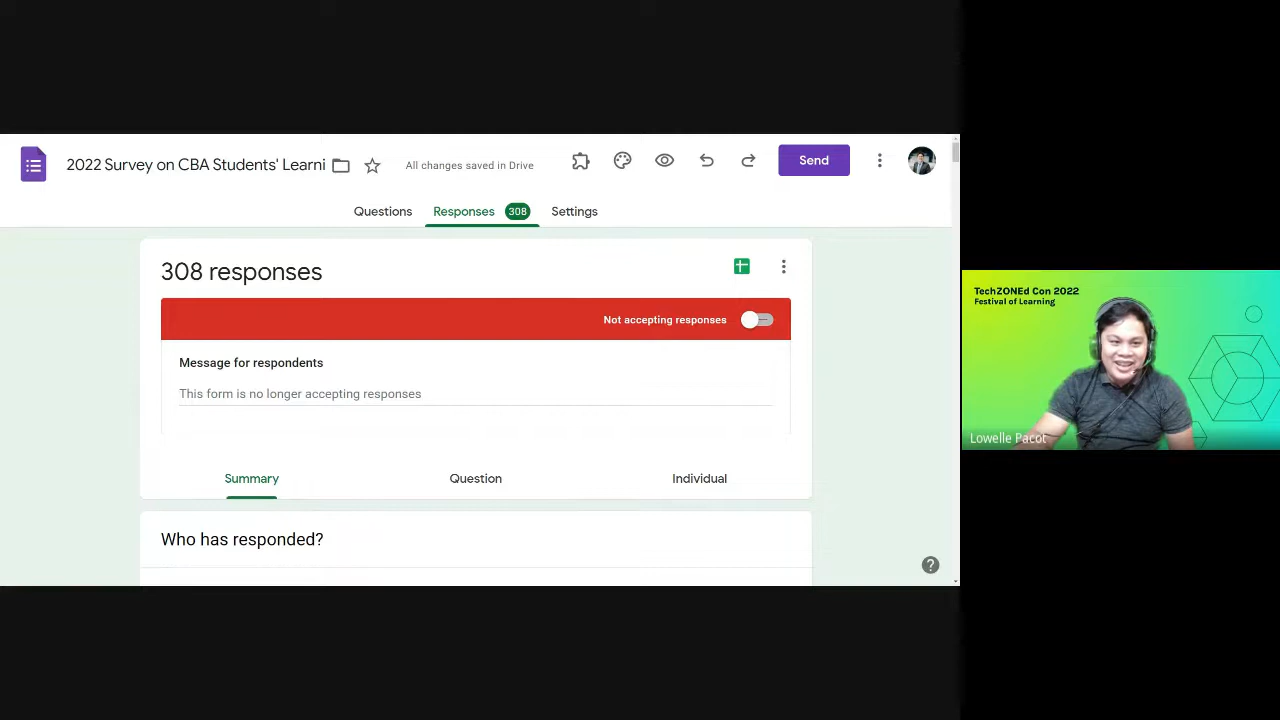 2022 Survey on CBA Students' Learni
All changes saved in Drive
Send
Questions
Responses 308
Settings
308 responses
Not accepting responses
Message for respondents
This form is no longer accepting responses
Summary
Question
Individual
Who has responded?
?
TechZONEd Con 2022
Festival of Learning
Lowelle Pacot